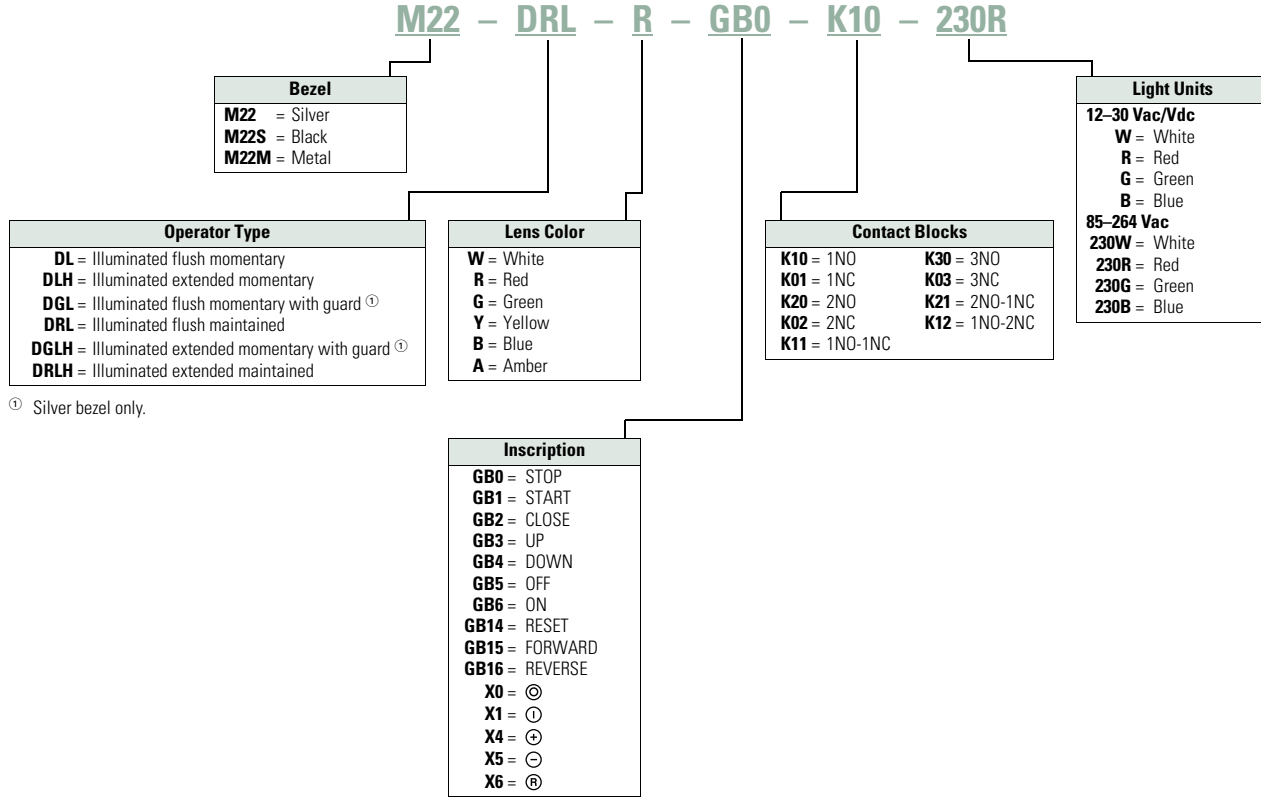 M22 – DRL – R – GB0 – K10 – 230R
Bezel
M22 = Silver
M22S = Black
M22M = Metal
Light Units
12–30 Vac/Vdc
W = White
R = Red
G = Green
B = Blue
85–264 Vac
230W = White
230R = Red
230G = Green
230B = Blue
Operator Type
DL = Illuminated flush momentary
DLH = Illuminated extended momentary
DGL = Illuminated flush momentary with guard ①
DRL = Illuminated flush maintained
DGLH = Illuminated extended momentary with guard ①
DRLH = Illuminated extended maintained
① Silver bezel only.
Lens Color
W = White
R = Red
G = Green
Y = Yellow
B = Blue
A = Amber
Contact Blocks
K10 = 1NO K30 = 3NO
K01 = 1NC K03 = 3NC
K20 = 2NO K21 = 2NO-1NC
K02 = 2NC K12 = 1NO-2NC
K11 = 1NO-1NC
Inscription
GB0 = STOP
GB1 = START
GB2 = CLOSE
GB3 = UP
GB4 = DOWN
GB5 = OFF
GB6 = ON
GB14 = RESET
GB15 = FORWARD
GB16 = REVERSE
X0 = ◎
X1 = ⏼
X4 = ⊕
X5 = ⊖
X6 = ®